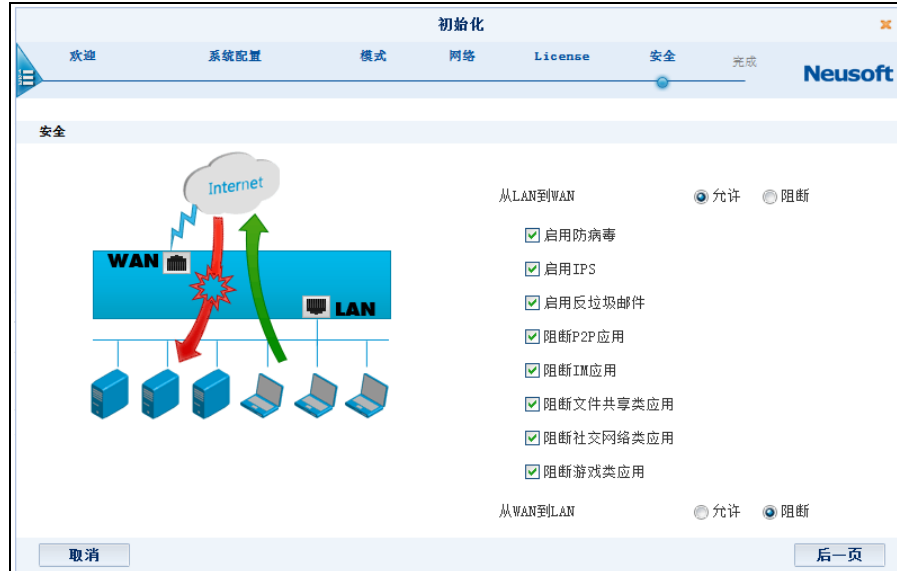 初始化
欢迎 系统配置 模式 网络 License 安全 完成
Neusoft
安全
Internet
WAN
LAN
从LAN到WAN 允许 阻断
启用防病毒
启用IPS
启用反垃圾邮件
阻断P2P应用
阻断IM应用
阻断文件共享类应用
阻断社交网络类应用
阻断游戏类应用
从WAN到LAN 允许 阻断
取消 后一页